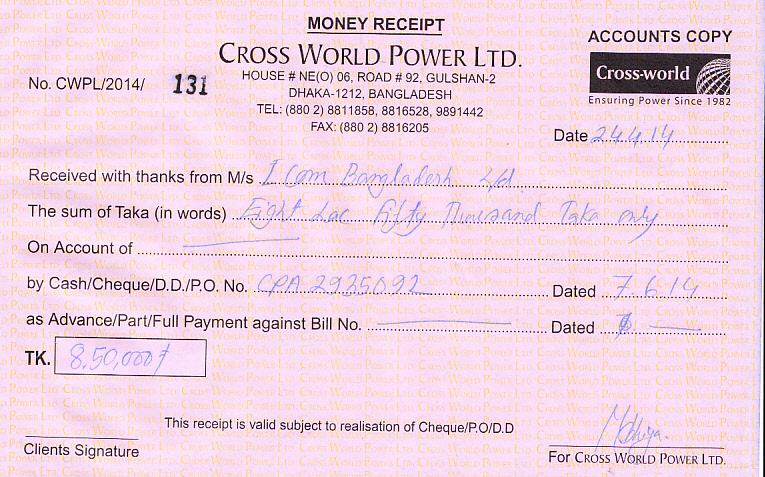 MONEY RECEIPT
ACCOUNTS COPY
CROSS WORLD POWER LTD.
HOUSE # NE(O) 06, ROAD # 92, GULSHAN-2
DHAKA-1212, BANGLADESH
TEL: (880 2) 8811858, 8816528, 9891442
FAX: (880 2) 8816205
No. CWPL/2014/ 131
Cross-world
Ensuring Power Since 1982
Date 24.4.14
Received with thanks from M/s I Com Bangladesh Ltd.
The sum of Taka (in words) Eight Lac Fifty Thousand Taka only
On Account of
by Cash/Cheque/D.D./P.O. No. CPA 2935092 Dated 7.6.14
as Advance/Part/Full Payment against Bill No. Dated
TK. 8,50,000/
This receipt is valid subject to realisation of Cheque/P.O/D.D
Clients Signature
For CROSS WORLD POWER LTD.